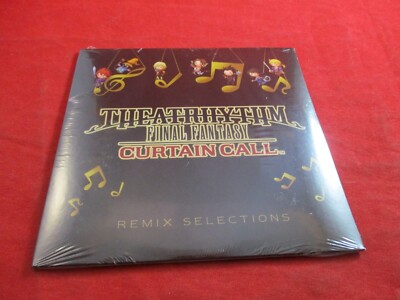 THEATRHYTHM
FINAL FANTASY
CURTAIN CALL
REMIX SELECTIONS